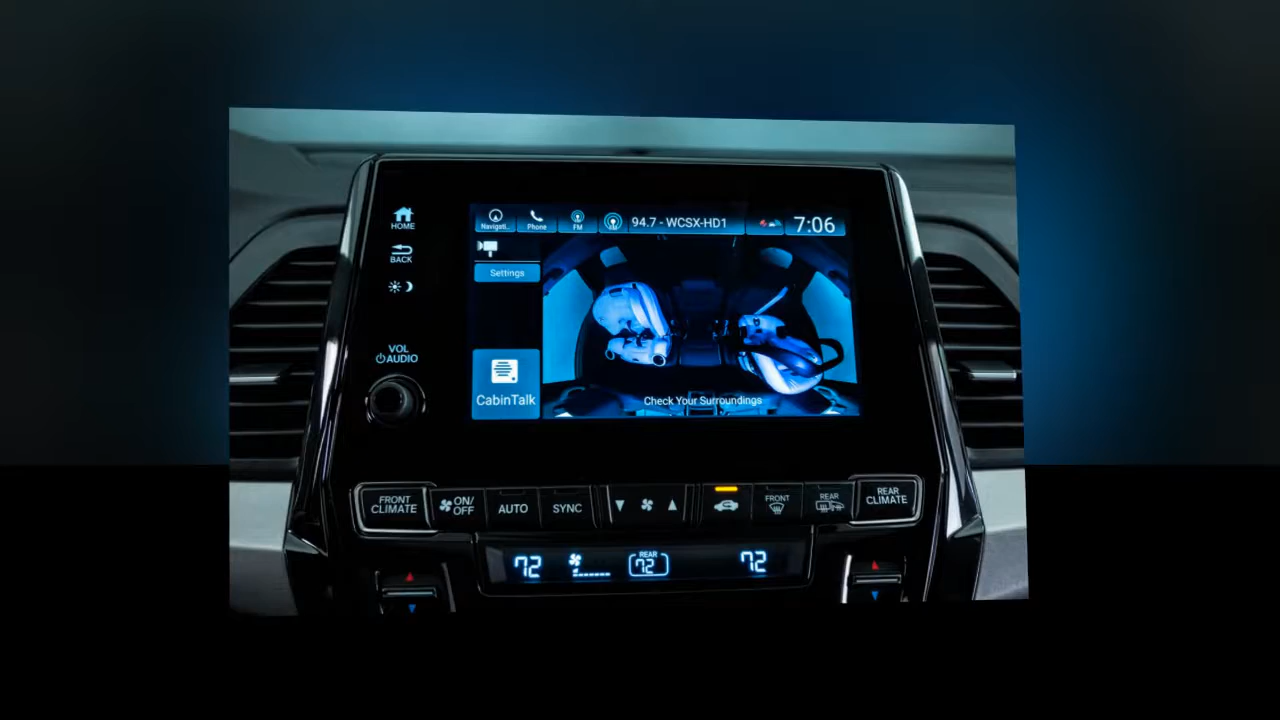 HOME
BACK
VOL
AUDIO
Navigati..
Phone
FM
94.7 - WCSX-HD1
7:06
Settings
CabinTalk
Check Your Surroundings
FRONT
CLIMATE
ON/
OFF
AUTO
SYNC
FRONT
REAR
REAR
CLIMATE
72
REAR
72
72